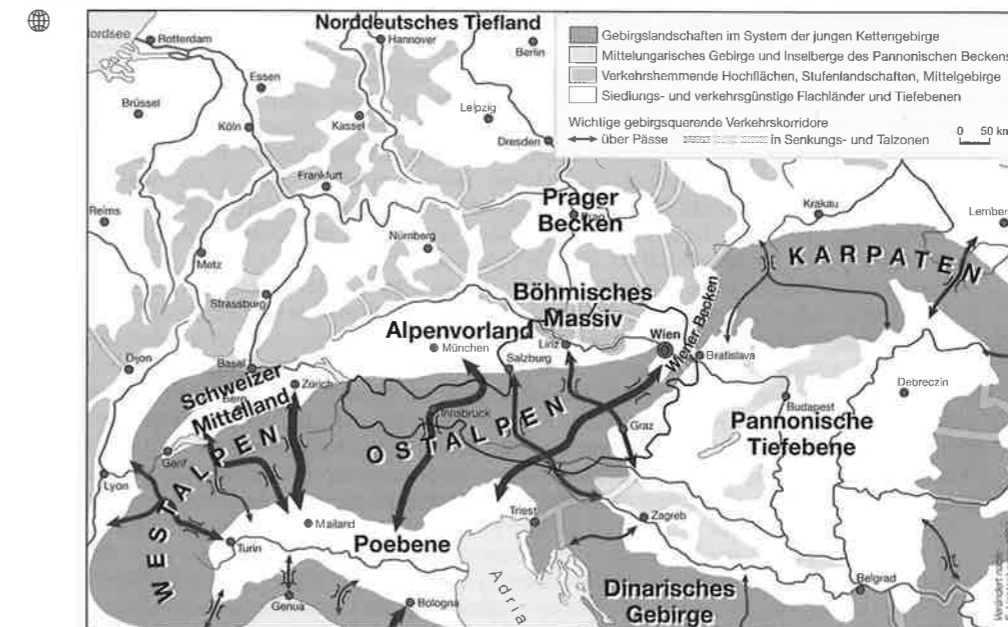 Norddeutsches Tiefland
Rotterdam
Hannover
Berlin
Essen
Brüssel
Leipzig
Köln
Kassel
Dresden
Gebirgslandschaften im System der jungen Kettengebirge
Mittelungarisches Gebirge und Inselberge des Pannonischen Beckens
Verkehrshemmende Hochflächen, Stufenlandschaften, Mittelgebirge
Siedlungs- und verkehrsgünstige Flachländer und Tiefebenen
Wichtige gebirgsquerende Verkehrskorridore
über Pässe
in Senkungs- und Talzonen
0 50 km
Frankfurt
Reims
Prager
Becken
Prag
Krakau
Lember
Nürnberg
Metz
KARPATEN
Strassburg
Böhmisches
Massiv
Alpenvorland
München
Linz
Wien
Wiener Becken
Bratislava
Salzburg
Dijon
Basel
Zürich
Schweizer
Mittelland
Bern
Innsbruck
OSTALPEN
Graz
Debreczin
Budapest
Pannonische
Tiefebene
Genf
Lyon
WESTALPEN
Mailand
Turin
Poebene
Triest
Zagreb
Adria
Genua
Bologna
Dinarisches
Gebirge
Belgrad